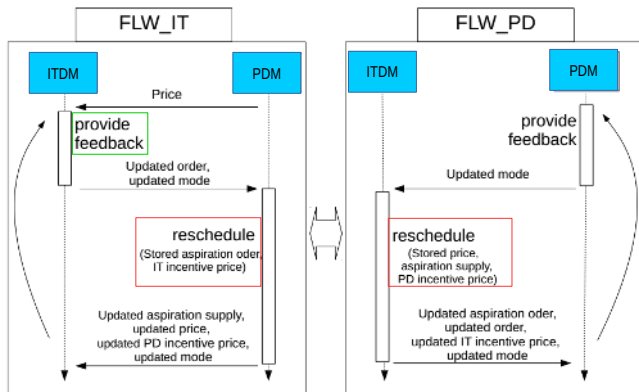 FLW_IT
ITDM
PDM
Price
provide
feedback
Updated order,
updated mode
reschedule
(Stored aspiration oder,
IT incentive price)
Updated aspiration supply,
updated price,
updated PD incentive price,
updated mode
FLW_PD
ITDM
PDM
provide
feedback
Updated mode
reschedule
(Stored price,
aspiration supply,
PD incentive price)
Updated aspiration oder,
updated order,
updated IT incentive price,
updated mode